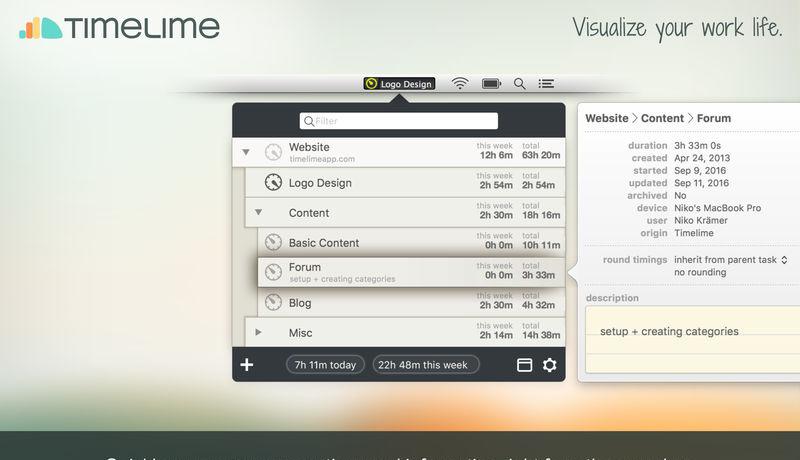 TIMELIME
Visualize your work life.
Logo Design
Filter
Website
timelimeapp.com
this week total
12h 6m 63h 20m
Logo Design
this week total
2h 54m 2h 54m
Content
this week total
2h 30m 18h 16m
Basic Content
this week total
0h 0m 10h 11m
Forum
setup + creating categories
this week total
0h 0m 3h 33m
Blog
this week total
2h 30m 4h 32m
Misc
this week total
2h 14m 14h 38m
7h 11m today 22h 48m this week
Website > Content > Forum
duration 3h 33m 0s
created Apr 24, 2013
started Sep 9, 2016
updated Sep 11, 2016
archived No
device Niko's MacBook Pro
user Niko Krämer
origin Timelime
round timings inherit from parent task
no rounding
description
setup + creating categories